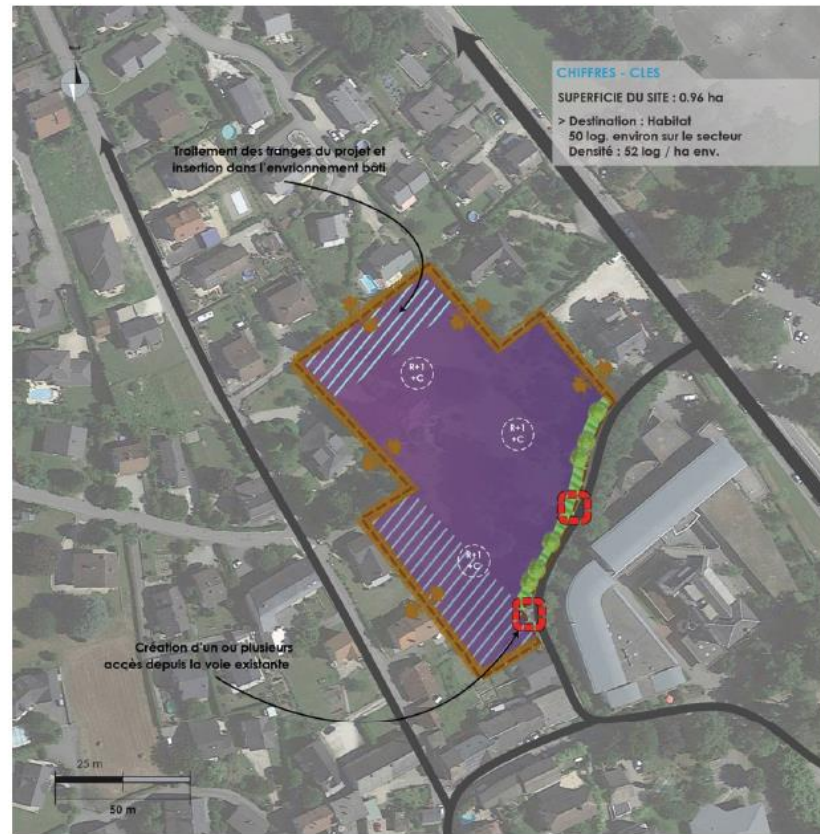 CHIFFRES - CLES
SUPERFICIE DU SITE : 0.96 ha
> Destination : Habitat
50 log. environ sur le secteur
Densité : 52 log / ha env.
Traitement des franges du projet et
insertion dans l'envrionnement bâti
R+1
+C
R+1
+C
R+1
+C
Création d'un ou plusieurs
accès depuis la voie existante
25 m
50 m